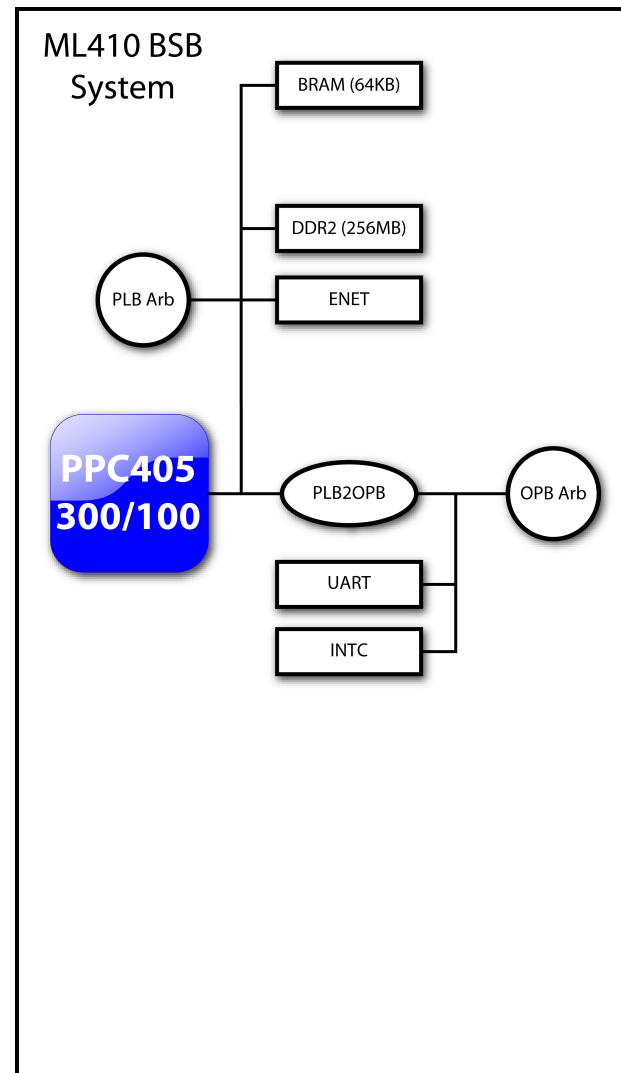 ML410 BSB
System
BRAM (64KB)
DDR2 (256MB)
PLB Arb
ENET
PPC405
300/100
PLB2OPB
OPB Arb
UART
INTC